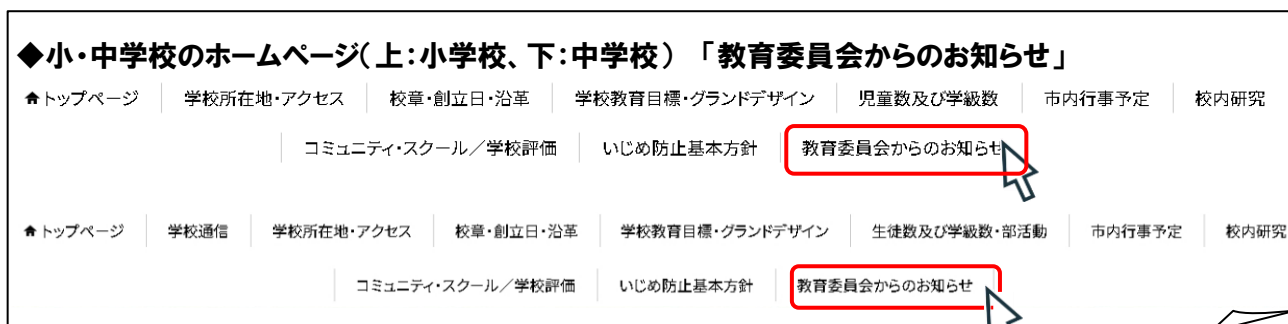 ◆小・中学校のホームページ(上:小学校、下:中学校) 「教育委員会からのお知らせ」
トップページ 学校所在地・アクセス 校章・創立日・沿革 学校教育目標・グランドデザイン 児童数及び学級数 市内行事予定 校内研究
コミュニティ・スクール/学校評価 いじめ防止基本方針 教育委員会からのお知らせ
トップページ 学校通信 学校所在地・アクセス 校章・創立日・沿革 学校教育目標・グランドデザイン 生徒数及び学級数・部活動 市内行事予定 校内研究
コミュニティ・スクール/学校評価 いじめ防止基本方針 教育委員会からのお知らせ